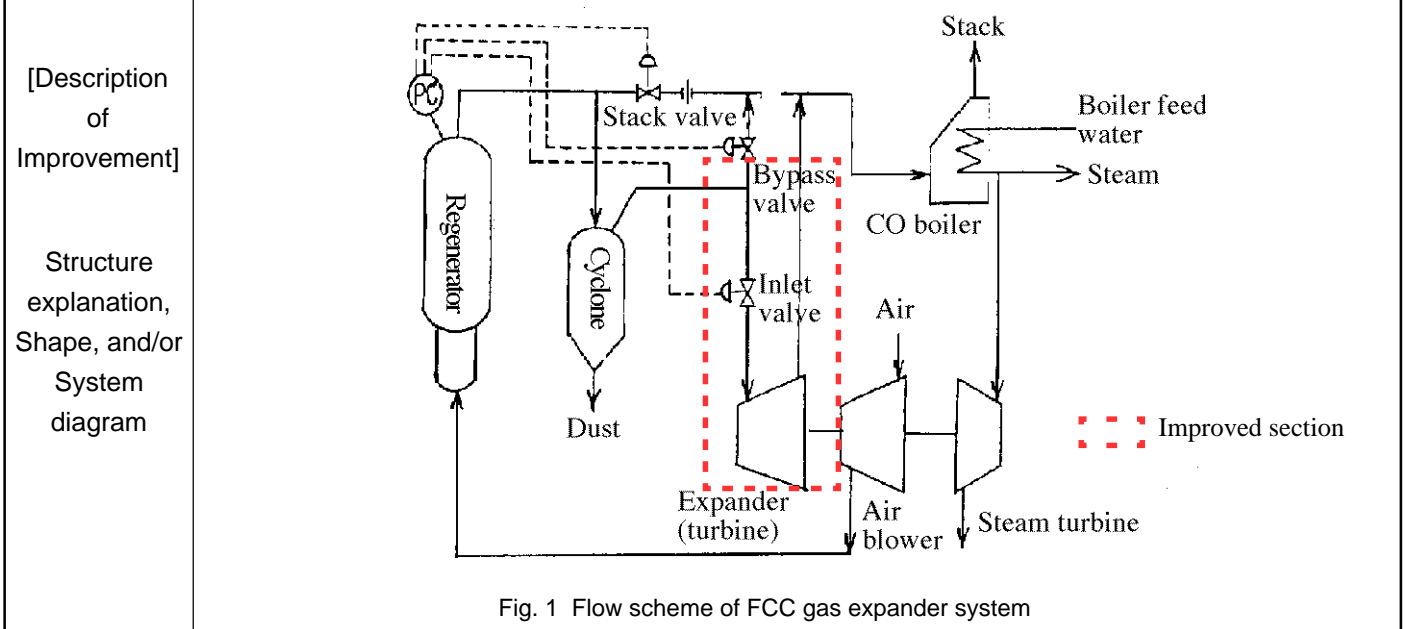 [Description
of
Improvement]
Structure
explanation,
Shape, and/or
System
diagram
PC
Regenerator
Stack valve
Cyclone
Dust
Bypass
valve
Inlet
valve
Expander
(turbine)
Air
Air
blower
Stack
Boiler feed
water
Steam
CO boiler
Steam turbine
Improved section
Fig. 1 Flow scheme of FCC gas expander system